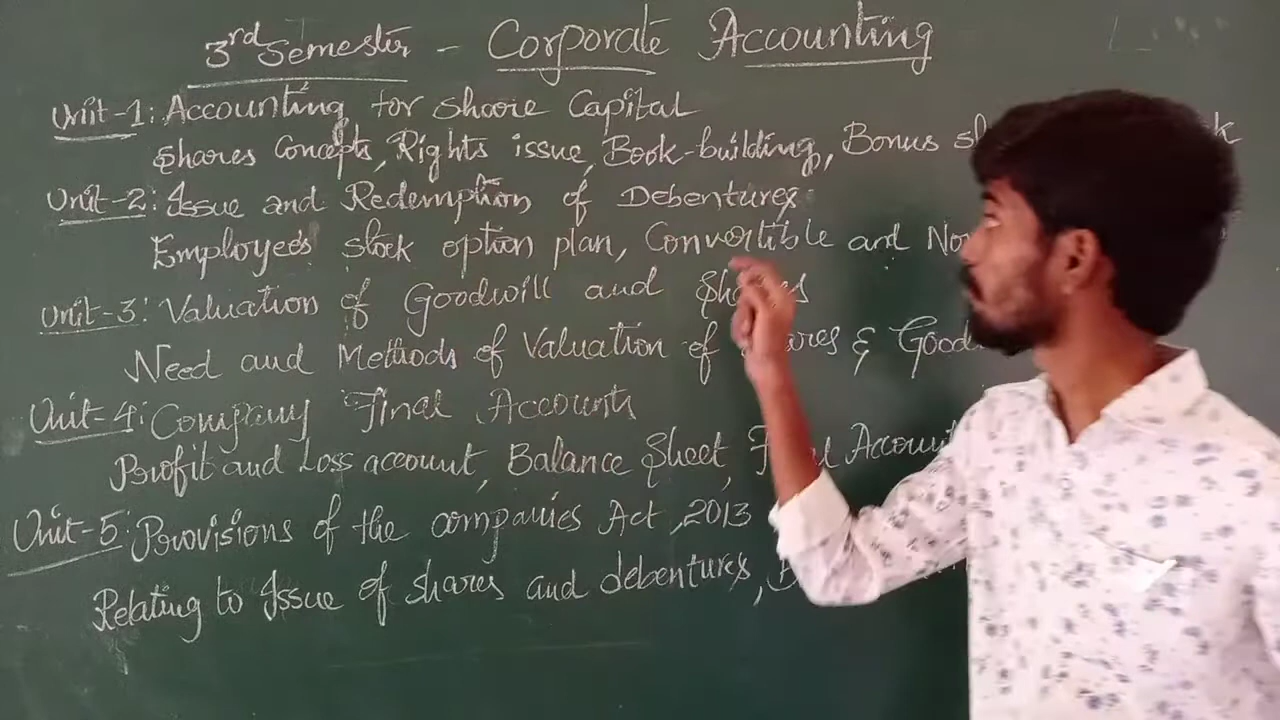 3rd Semester - Corporate Accounting
Unit-1: Accounting for share Capital
Shares Concepts, Rights issue, Book-building, Bonus
Unit-2: Issue and Redemption of Debentures
Employees stock option plan, Convertible and
Unit-3: Valuation of Goodwill and Shares
Need and Methods of Valuation of Shares &
Unit-4: Company Final Accounts
Profit and Loss account, Balance Sheet,
Unit-5: Provisions of the companies Act, 2013
Relating to Issue of shares and debentures,